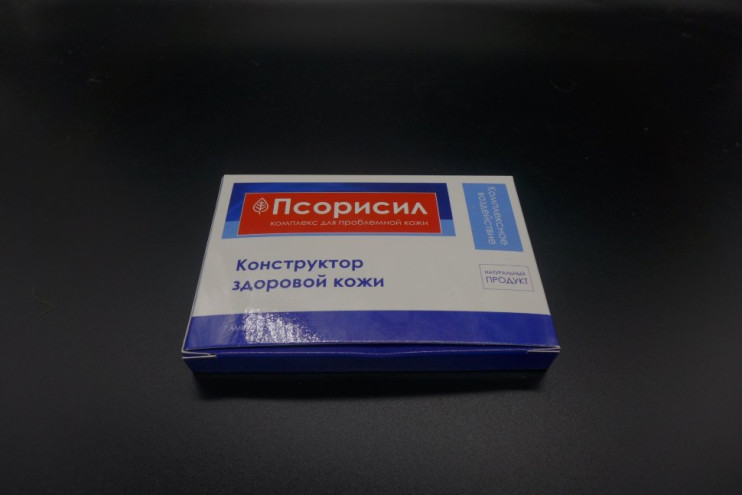 Псорисил
комплекс для проблемной кожи
Комплексное
воздействие
Конструктор
здоровой кожи
НАТУРАЛЬНЫЙ
ПРОДУКТ